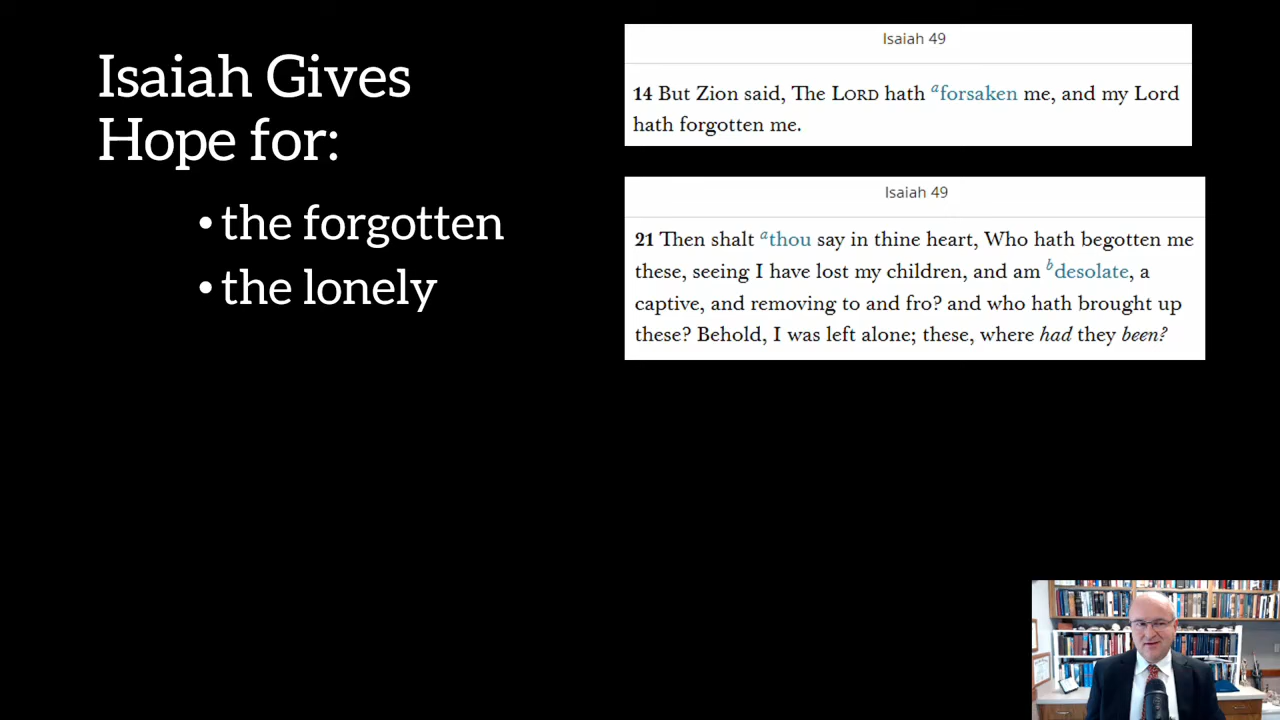 Isaiah Gives
Hope for:
• the forgotten
• the lonely
Isaiah 49
14 But Zion said, The LORD hath aforsaken me, and my Lord
hath forgotten me.
Isaiah 49
21 Then shalt athou say in thine heart, Who hath begotten me
these, seeing I have lost my children, and am bdesolate, a
captive, and removing to and fro? and who hath brought up
these? Behold, I was left alone; these, where had they been?